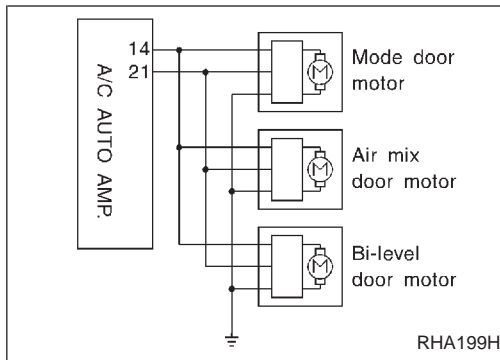 14
21
A/C AUTO AMP.
M
Mode door
motor
M
Air mix
door motor
M
Bi-level
door motor
RHA199H